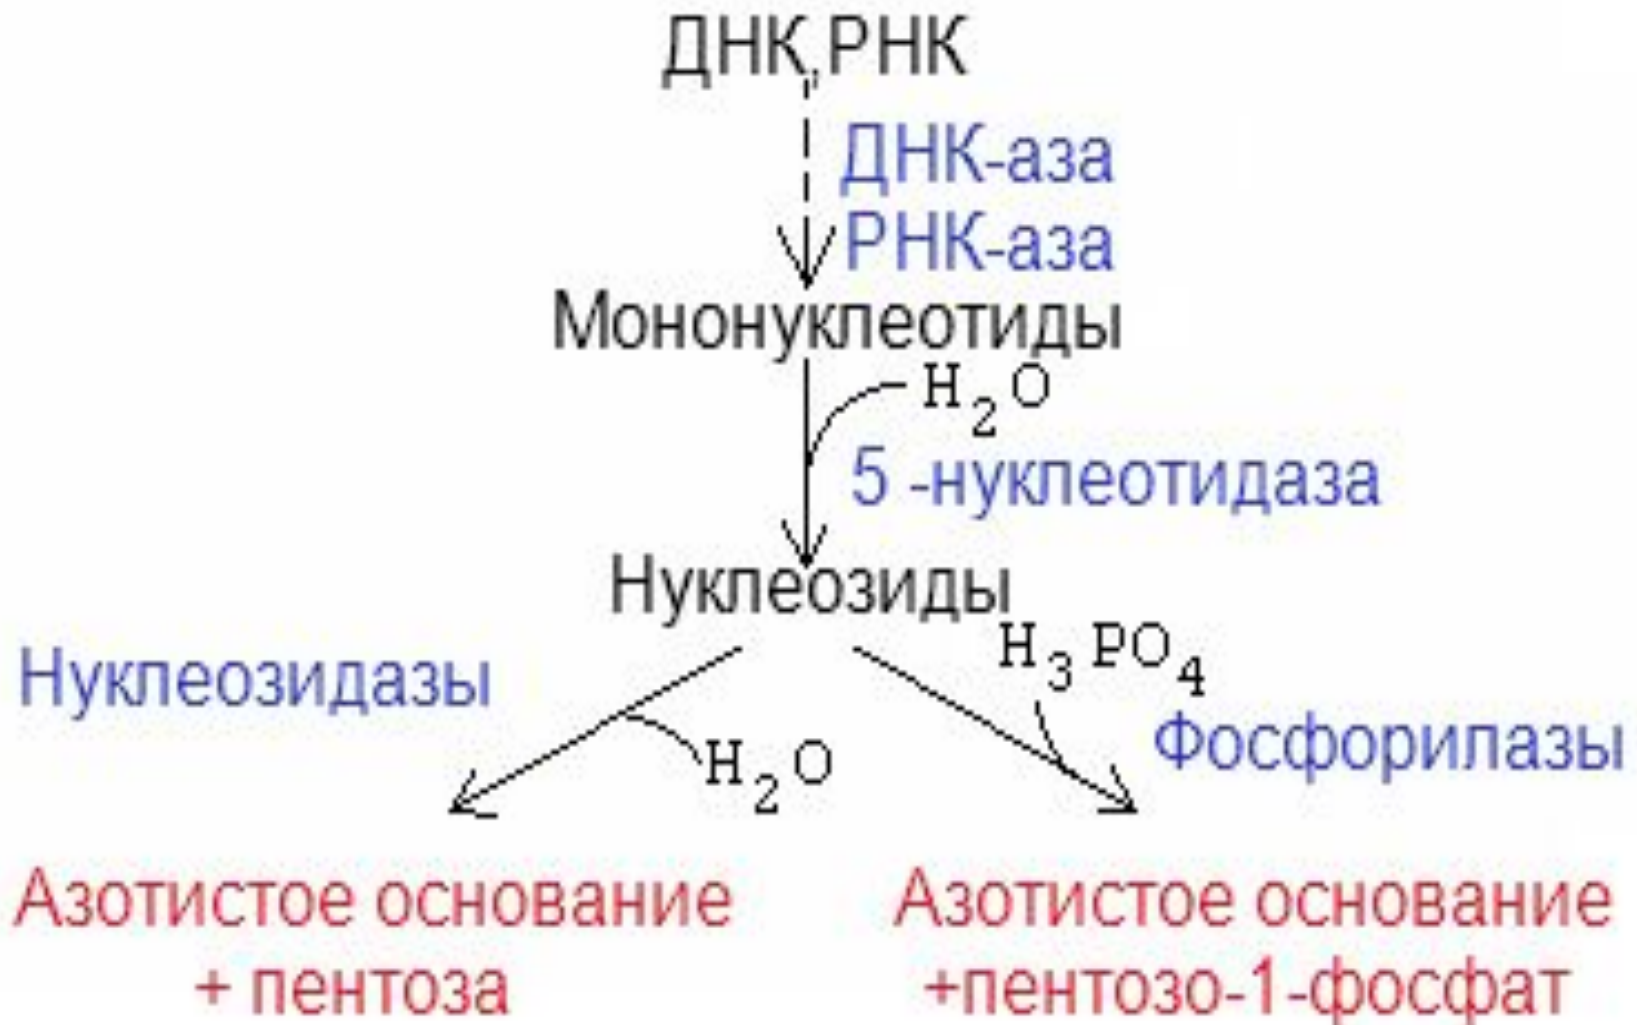 ДНК,РНК
ДНК-аза
РНК-аза
Мононуклеотиды
H2O
5 -нуклеотидаза
Нуклеозиды
H3PO4
Нуклеозидазы
Фосфорилазы
H2O
Азотистое основание
+ пентоза
Азотистое основание
+пентозо-1-фосфат